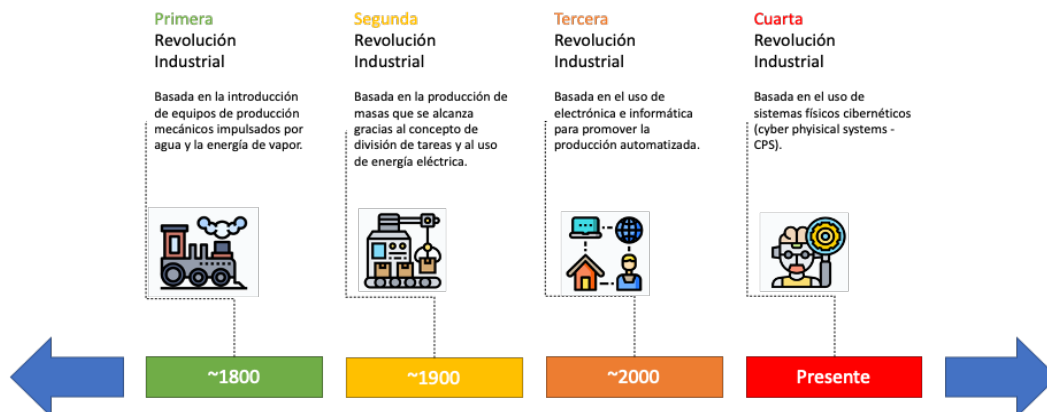 Primera
Revolución
Industrial
Basada en la introducción
de equipos de producción
mecánicos impulsados por
agua y la energía de vapor.
Segunda
Revolución
Industrial
Basada en la producción de
masas que se alcanza
gracias al concepto de
división de tareas y al uso
de energía eléctrica.
Tercera
Revolución
Industrial
Basada en el uso de
electrónica e informática
para promover la
producción automatizada.
Cuarta
Revolución
Industrial
Basada en el uso de
sistemas físicos cibernéticos
(cyber phyisical systems -
CPS).
~1800
~1900
~2000
Presente